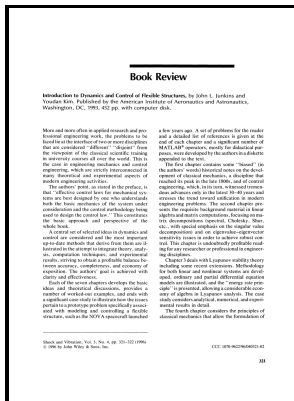 Book Review
Introduction to Dynamics and Control of Flexible Structures, by John L. Junkins and
Youdan Kim. Published by the American Institute of Aeronautics and Astronautics,
Washington, DC, 1993, 452 pp. with computer disk.
More and more often in applied research and pro-
fessional engineering work, the problems to be
faced lie at the interface of two or more disciplines
that are considered "different" "disjoint" from
the viewpoint of the classical scientific training
in university courses all over the world. This is
the case in engineering mechanics and control
engineering, which are strictly interconnected in
many theoretical and experimental aspects of
modern engineering activities.
The authors' point, as stated in the preface, is
that "effective control laws for mechanical sys-
tems are best designed by one who understands
both the basic mechanics of the system under
consideration and the control methodology being
used to design the control law." This constitutes
the basic approach and perspective of the
whole book.
A central set of selected ideas in dynamics and
control are considered and the most important
up-to-date methods that derive from them are il-
lustrated in the attempt to integrate theory, analy-
sis, computation techniques, and experimental
results, striving to obtain a profitable balance be-
tween accuracy, completeness, and economy of
exposition. The authors' goal is achieved with
clarity and effectiveness.
Each of the seven chapters develops the basic
ideas and theoretical discussions, provides a
number of worked-out examples, and ends with
a significant case study to illustrate how the issues
pertain to a prototype problem specifically associ-
ated with modeling and controlling a flexible
structure, such as the NOVA spacecraft launched
a few years ago. A set of problems for the reader
and a detailed list of references is given at the
end of each chapter and a significant number of
MATLAB® operators, mostly for didactical pur-
poses, were developed by the authors in a diskette
appended to the text.
The first chapter contains some "biased" (in
the authors' words) historical notes on the devel-
opment of classical mechanics, a discipline that
reached its peak in the late 1800s, and of control
engineering, which, in its turn, witnessed tremen-
dous advances only in the latest 30–40 years and
stresses the trend toward unification in modern
engineering problems. The second chapter pre-
sents the requisite background material in linear
algebra and matrix computations, focusing on ma-
trix decompositions (spectral, Cholesky, Shur,
etc., with special emphasis on the singular value
decomposition) and on eigenvalue-eigenvector
sensitivity issues in order to achieve robust con-
trol. This chapter is undoubtedly profitable read-
ing for any researcher or professional in engineer-
ing disciplines.
Chapter 3 deals with Lyapunov stability theory
including some recent extensions. Methodology
for both linear and nonlinear systems are devel-
oped, ordinary and partial differential equation
models are illustrated, and the "energy rate prin-
ciple" is presented, allowing a considerable econ-
omy of algebra in Lyapunov analysis. The case
study considers analytical, numerical, and experi-
mental results in detail.
The fourth chapter considers the principles of
classical mechanics that allow the formulation of
Shock and Vibration, Vol. 3, No. 4, pp. 321–322 (1996)
© 1996 by John Wiley & Sons, Inc.
CCC 1070-9622/96/040321-02
321